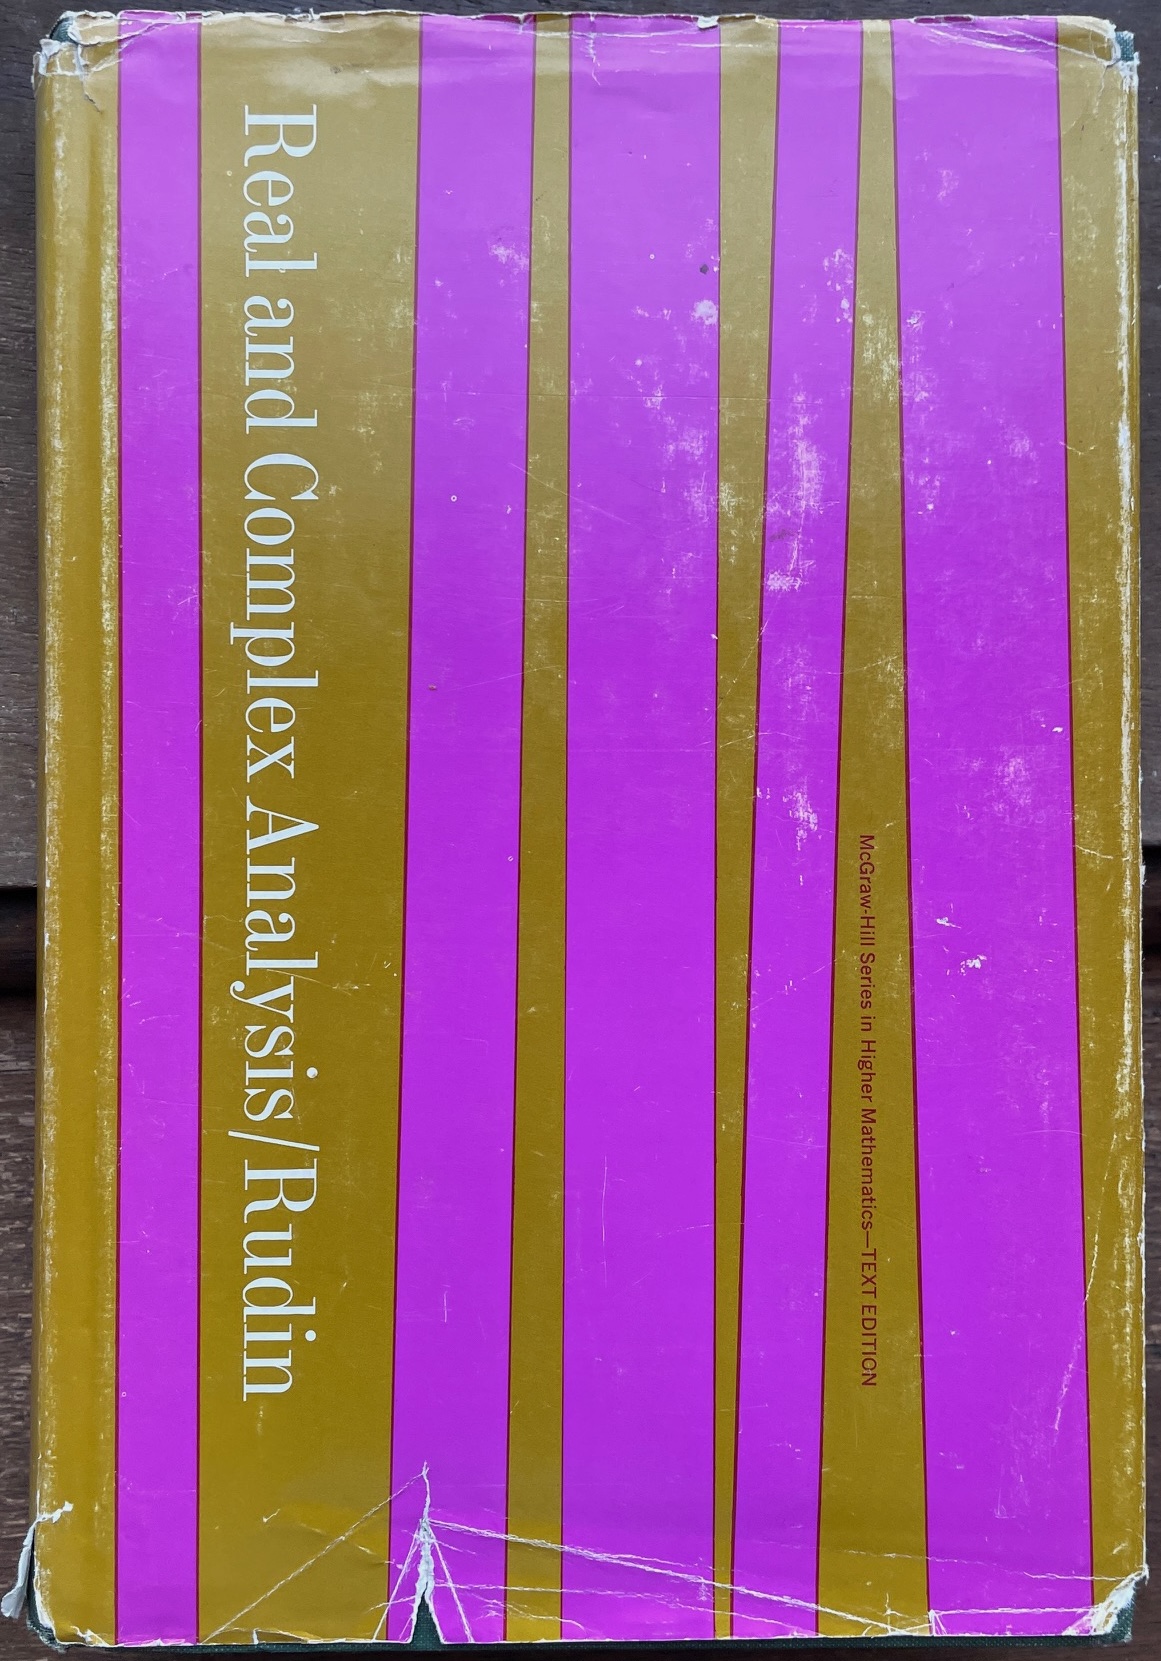 Real and Complex Analysis/Rudin
McGraw-Hill Series in Higher Mathematics—TEXT EDITION